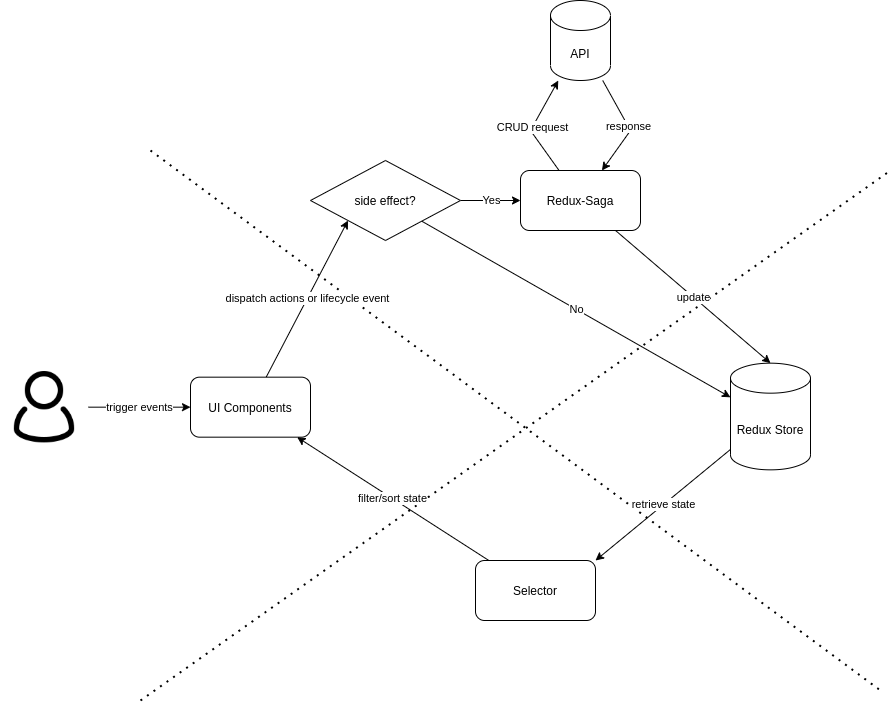 API
CRUD request
response
side effect?
Yes
Redux-Saga
dispatch actions or lifecycle event
update
No
trigger events
UI Components
Redux Store
filter/sort state
retrieve state
Selector